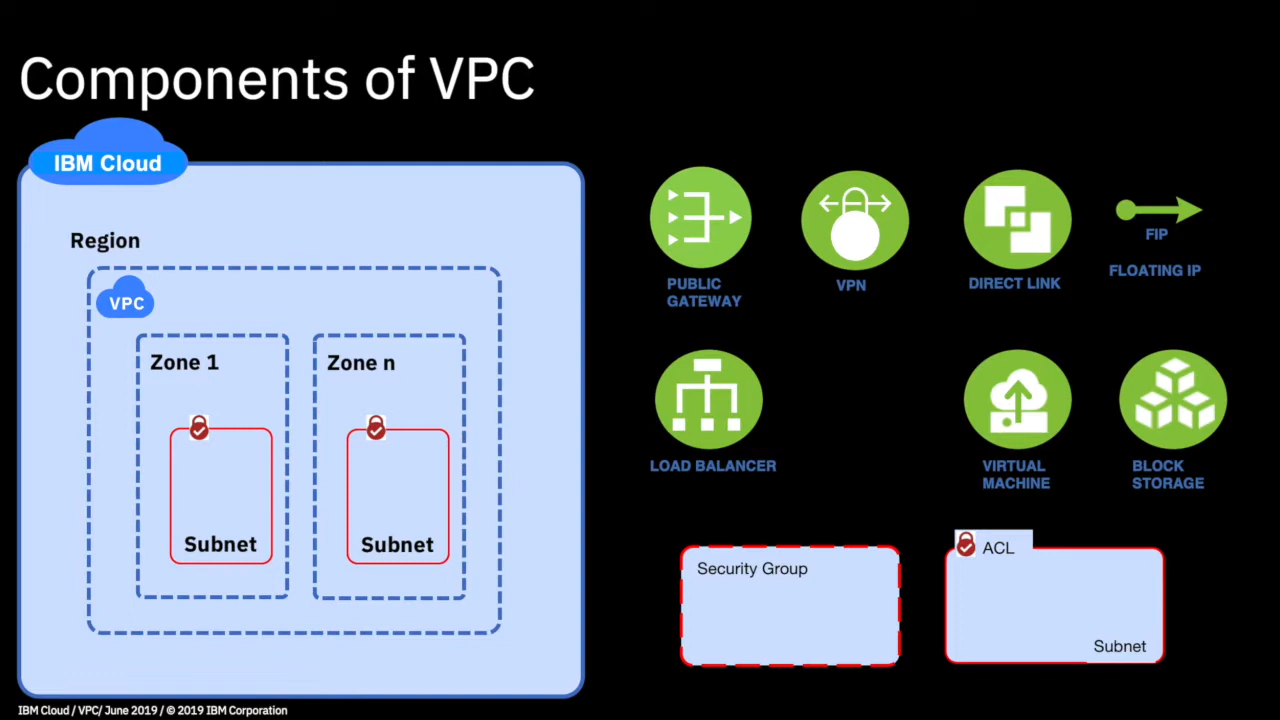 Components of VPC
IBM Cloud
Region
VPC
Zone 1
Subnet
Zone n
Subnet
PUBLIC
GATEWAY
VPN
DIRECT LINK
FIP
FLOATING IP
LOAD BALANCER
VIRTUAL
MACHINE
BLOCK
STORAGE
Security Group
ACL
Subnet
IBM Cloud / VPC/ June 2019 / © 2019 IBM Corporation